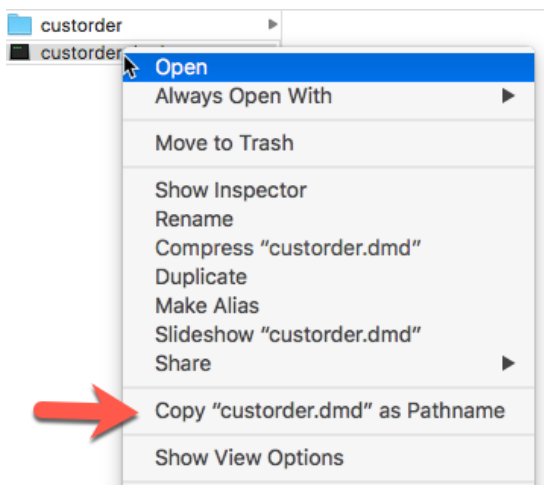 custorder
custorder
Open
Always Open With
Move to Trash
Show Inspector
Rename
Compress “custorder.dmd”
Duplicate
Make Alias
Slideshow “custorder.dmd”
Share
Copy “custorder.dmd” as Pathname
Show View Options